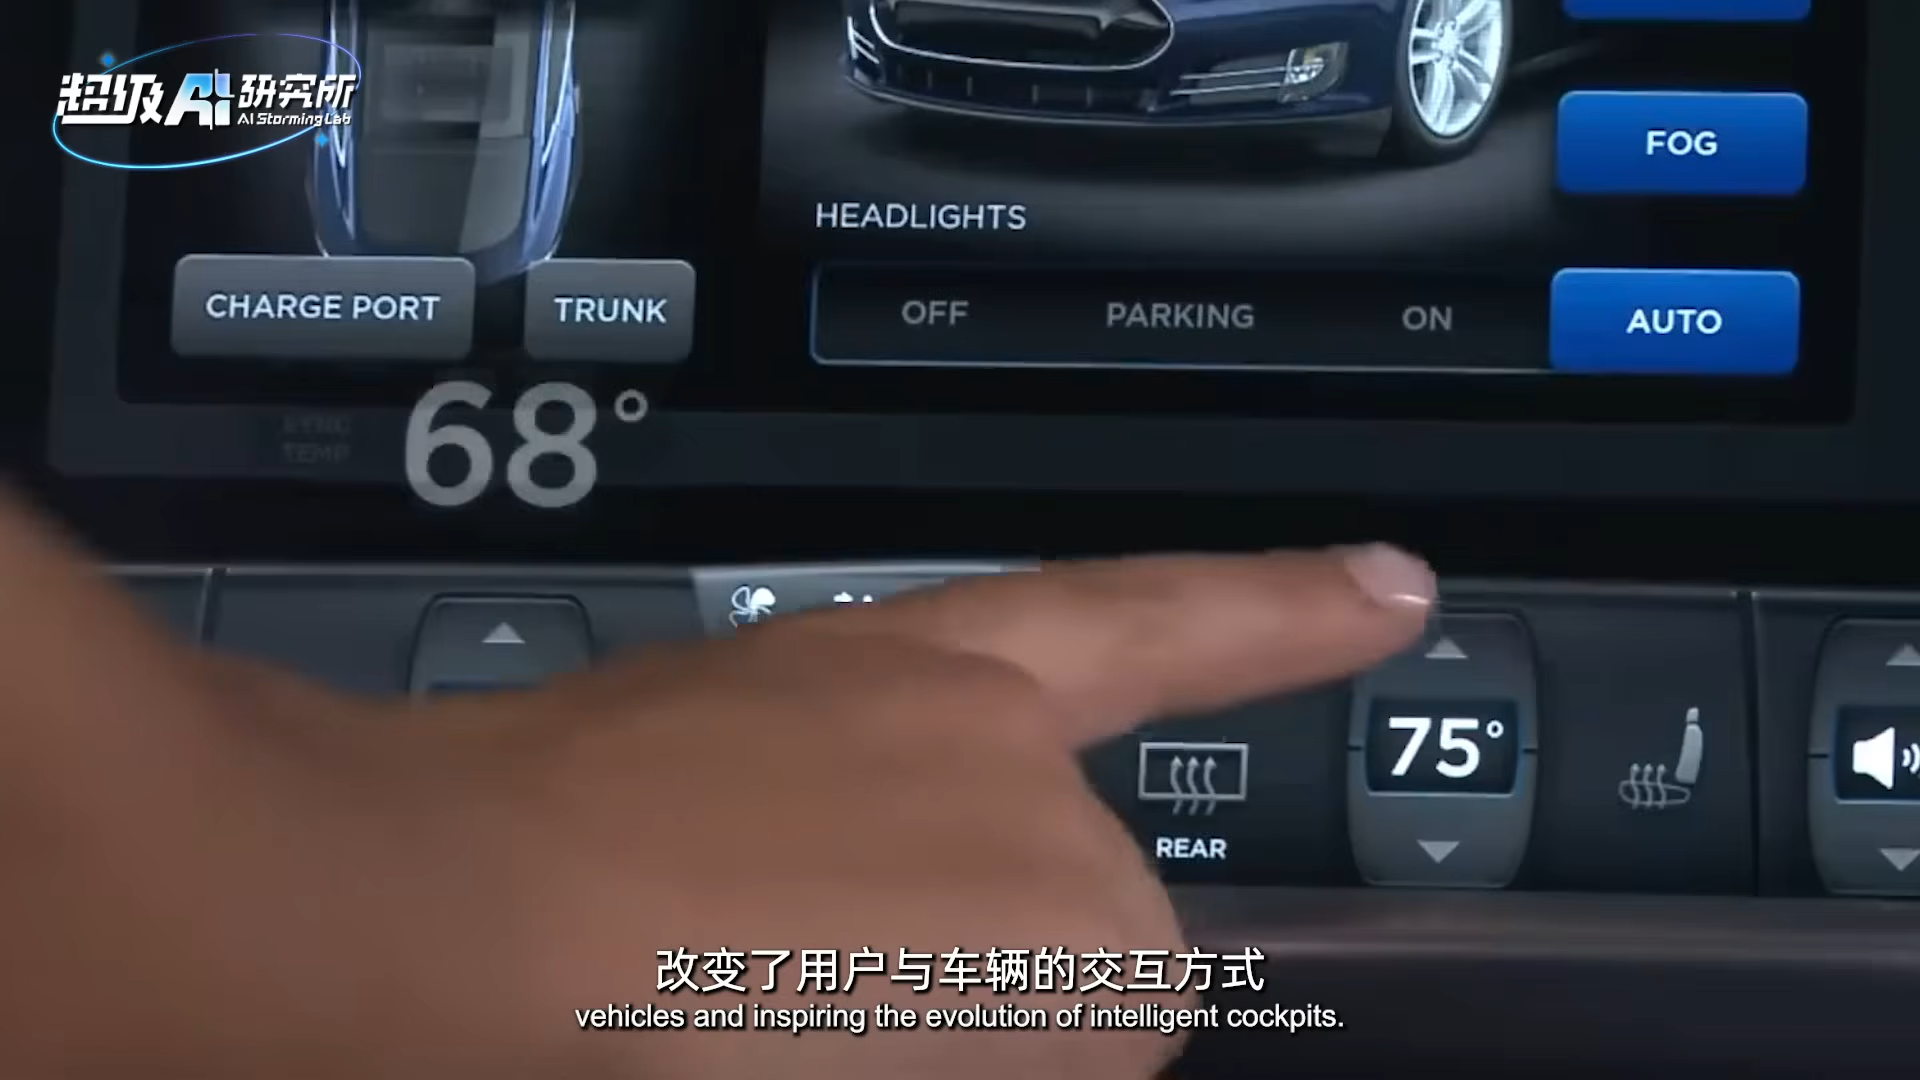 超级AI研究所
AI Storming Lab
FOG
HEADLIGHTS
CHARGE PORT
TRUNK
OFF
PARKING
ON
AUTO
SYNC
TEMP
68°
75°
REAR
改变了用户与车辆的交互方式
vehicles and inspiring the evolution of intelligent cockpits.